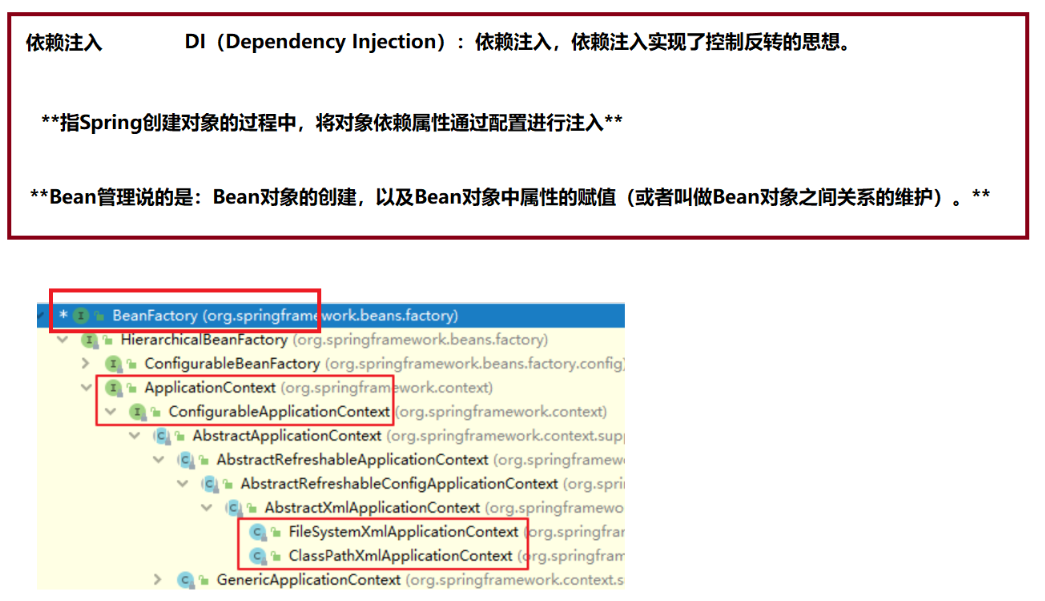 依赖注入 DI（Dependency Injection）：依赖注入，依赖注入实现了控制反转的思想。
**指Spring创建对象的过程中，将对象依赖属性通过配置进行注入**
**Bean管理说的是：Bean对象的创建，以及Bean对象中属性的赋值（或者叫做Bean对象之间关系的维护）。**
* I BeanFactory (org.springframework.beans.factory)
I HierarchicalBeanFactory (org.springframework.beans.factory)
I ConfigurableBeanFactory (org.springframework.beans.factory.config)
I ApplicationContext (org.springframework.context)
I ConfigurableApplicationContext (org.springframework.context)
C AbstractApplicationContext (org.springframework.context.supp
C AbstractRefreshableApplicationContext (org.springframew
C AbstractRefreshableConfigApplicationContext (org.spri
C AbstractXmlApplicationContext (org.springframewo
C FileSystemXmlApplicationContext (org.springfrar
C ClassPathXmlApplicationContext (org.springfram
C GenericApplicationContext (org.springframework.context.s